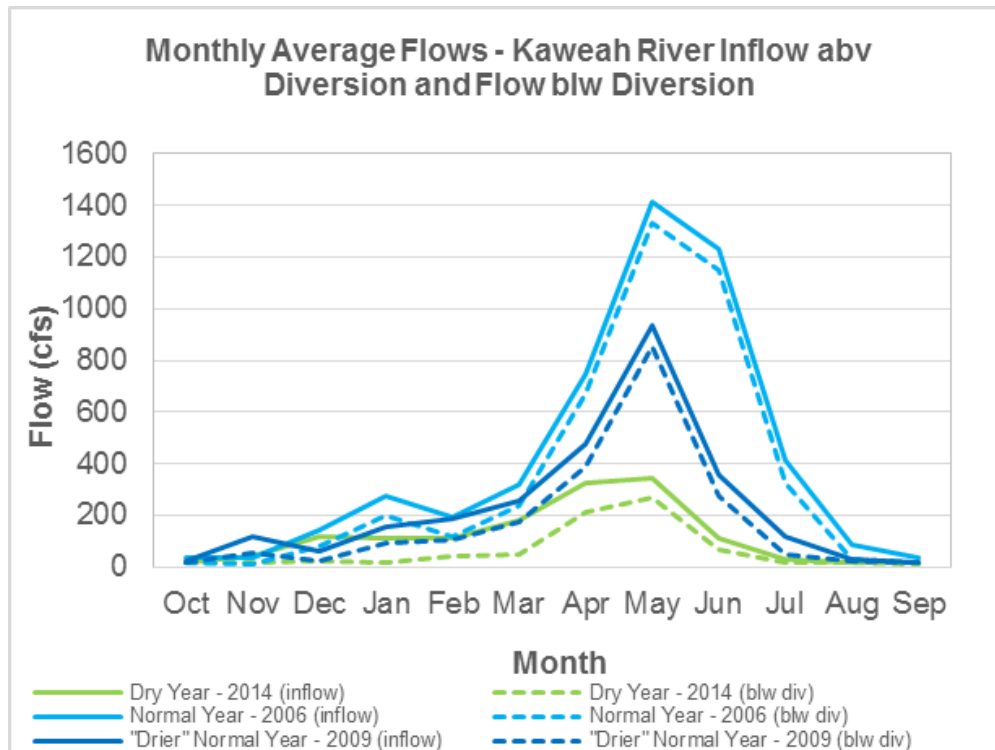 Monthly Average Flows - Kaweah River Inflow abv
Diversion and Flow blw Diversion
1600
1400
1200
1000
800
600
400
200
0
Flow (cfs)
Oct Nov Dec Jan Feb Mar Apr May Jun Jul Aug Sep
Month
Dry Year - 2014 (inflow) Dry Year - 2014 (blw div)
Normal Year - 2006 (inflow) Normal Year - 2006 (blw div)
"Drier" Normal Year - 2009 (inflow) "Drier" Normal Year - 2009 (blw div)